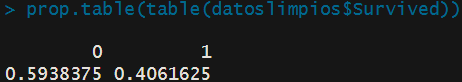 > prop.table(table(datoslimpios$Survived))
0 1
0.5938375 0.4061625